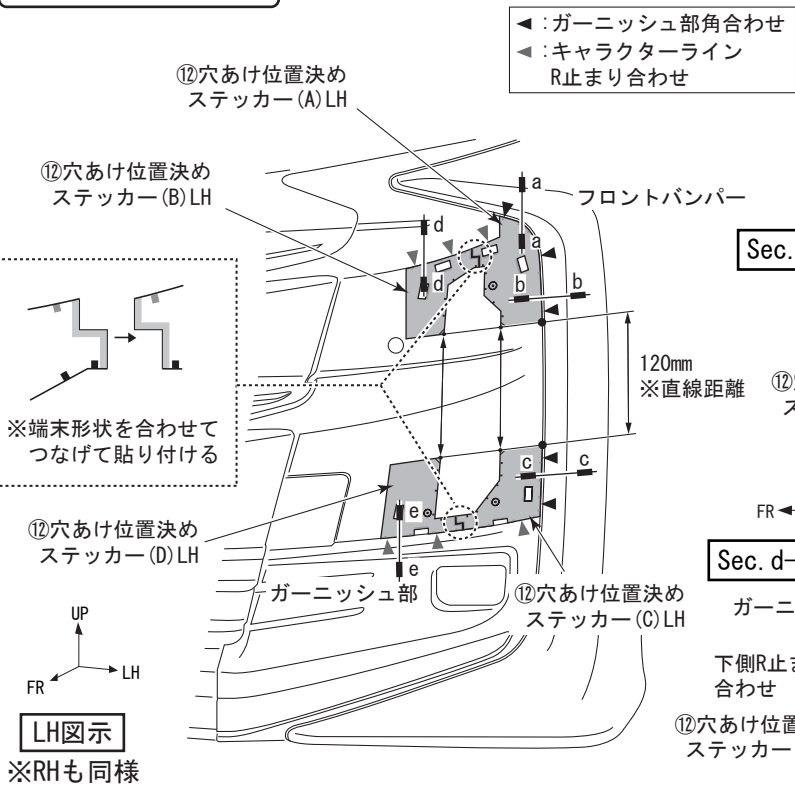 ◀：ガーニッシュ部角合わせ
◀：キャラクターライン
R止まり合わせ
⑫穴あけ位置決め
ステッカー(A)LH
⑫穴あけ位置決め
ステッカー(B)LH
a
フロントバンパー
d
a
Sec.
d
b
b
120mm
※直線距離
※端末形状を合わせて
つなげて貼り付ける
c
c
⑫穴あけ位置決め
ステッカー(D)LH
e
FR
e
Sec. d-
ガーニッシュ部
⑫穴あけ位置決め
ステッカー(C)LH
ガーニ
UP
LH
FR
下側R止ま
合わせ
LH図示
※RHも同様
⑫穴あけ位置
ステッカー